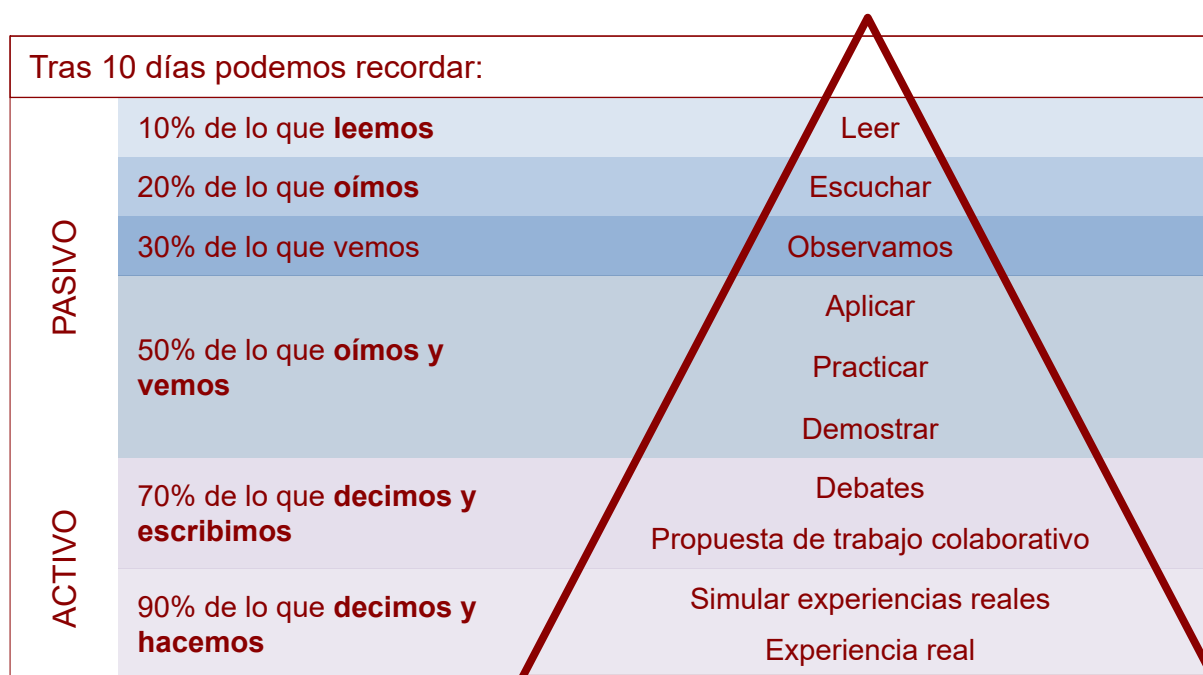 Tras 10 días podemos recordar:
PASIVO
10% de lo que leemos
Leer
20% de lo que oímos
Escuchar
30% de lo que vemos
Observamos
50% de lo que oímos y
vemos
Aplicar
Practicar
Demostrar
ACTIVO
70% de lo que decimos y
escribimos
Debates
Propuesta de trabajo colaborativo
90% de lo que decimos y
hacemos
Simular experiencias reales
Experiencia real